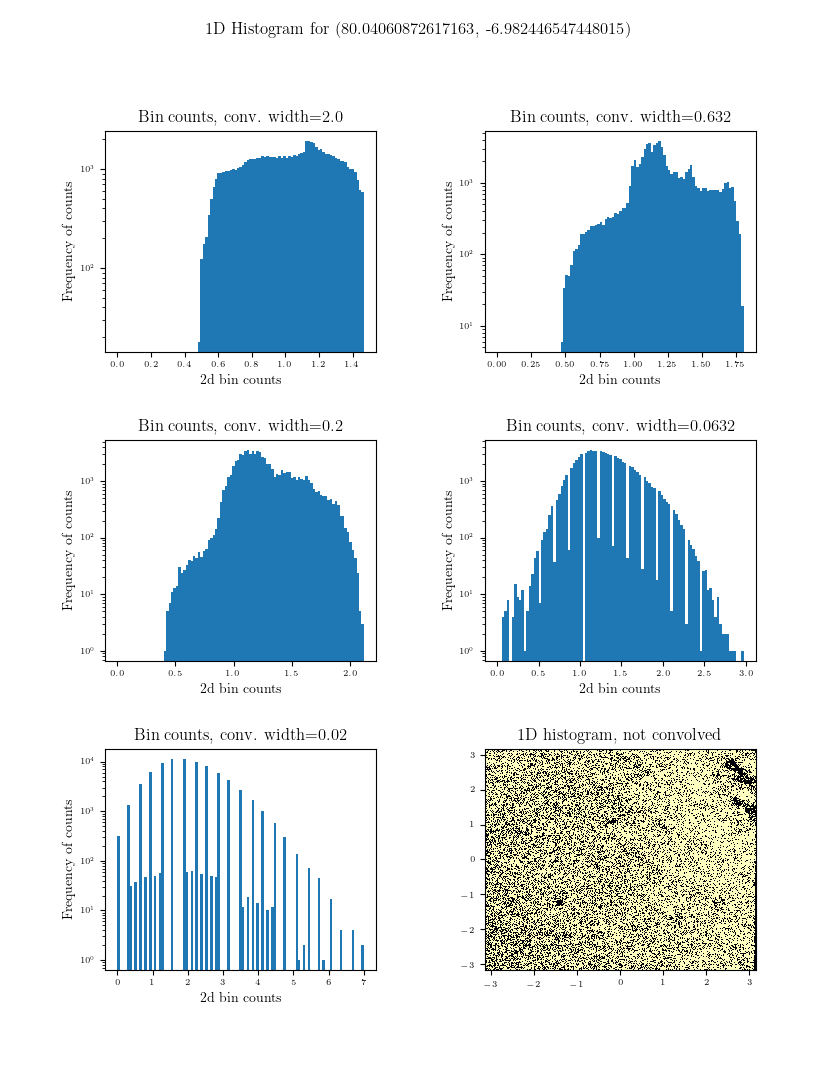 1D Histogram for (80.04060872617163, -6.982446547448015)
Bin counts, conv. width=2.0
Frequency of counts
10³
10²
0.0 0.2 0.4 0.6 0.8 1.0 1.2 1.4
2d bin counts
Bin counts, conv. width=0.632
Frequency of counts
10³
10²
10¹
0.00 0.25 0.50 0.75 1.00 1.25 1.50 1.75
2d bin counts
Bin counts, conv. width=0.2
Frequency of counts
10³
10²
10¹
10⁰
0.0 0.5 1.0 1.5 2.0
2d bin counts
Bin counts, conv. width=0.0632
Frequency of counts
10³
10²
10¹
10⁰
0.0 0.5 1.0 1.5 2.0 2.5 3.0
2d bin counts
Bin counts, conv. width=0.02
Frequency of counts
10⁴
10³
10²
10¹
10⁰
0 1 2 3 4 5 6 7
2d bin counts
1D histogram, not convolved
3
2
1
0
−1
−2
−3
−3 −2 −1 0 1 2 3